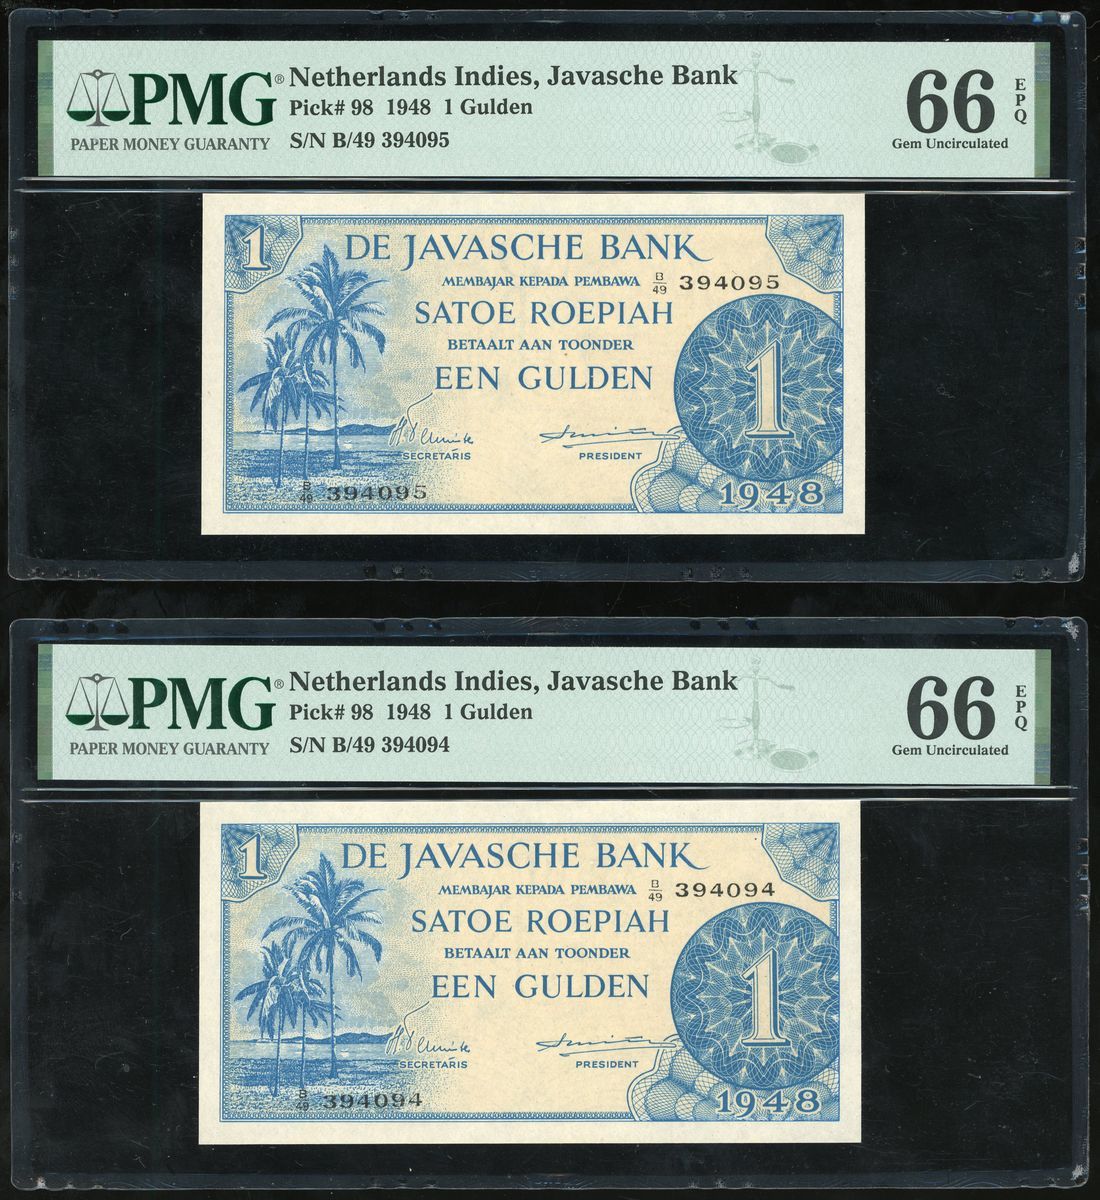 PMG®
PAPER MONEY GUARANTY
Netherlands Indies, Javasche Bank
Pick# 98 1948 1 Gulden
S/N B/49 394095
66 EPQ
Gem Uncirculated
1
DE JAVASCHE BANK
MEMBAJAR KEPADA PEMBAWA
B/49 394095
SATOE ROEPIAH
BETAALT AAN TOONDER
EEN GULDEN
1
SECRETARIS
PRESIDENT
B/49 394095
1948
PMG®
PAPER MONEY GUARANTY
Netherlands Indies, Javasche Bank
Pick# 98 1948 1 Gulden
S/N B/49 394094
66 EPQ
Gem Uncirculated
1
DE JAVASCHE BANK
MEMBAJAR KEPADA PEMBAWA
B/49 394094
SATOE ROEPIAH
BETAALT AAN TOONDER
EEN GULDEN
1
SECRETARIS
PRESIDENT
B/49 394094
1948